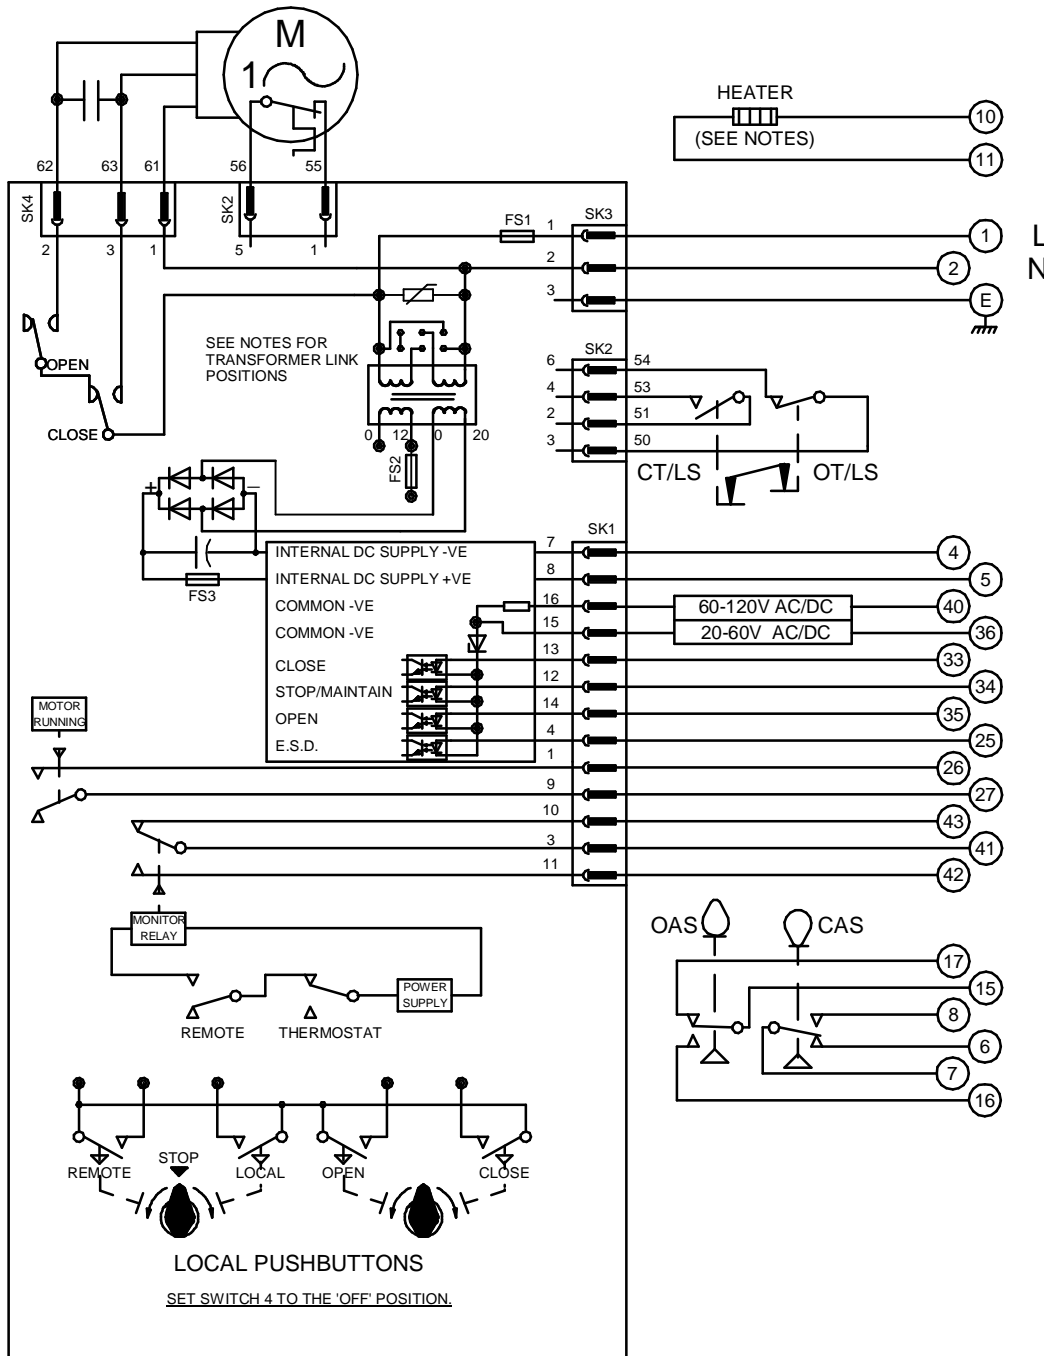 M
1
HEATER
(SEE NOTES)
10
11
62 63 61 56 55
SK4
SK2
2 3 1 5 1
FS1
SK3
1
1
L
2
2
N
3
E
SEE NOTES FOR
TRANSFORMER LINK
POSITIONS
OPEN
CLOSE
0 12 0 20
FS2
SK2
6 54
4 53
2 51
3 50
CT/LS
OT/LS
+
–
FS3
SK1
INTERNAL DC SUPPLY -VE 7 4
INTERNAL DC SUPPLY +VE 8 5
COMMON -VE 16 60-120V AC/DC 40
COMMON -VE 15 20-60V AC/DC 36
CLOSE 13 33
STOP/MAINTAIN 12 34
OPEN 14 35
E.S.D. 4 25
1 26
9 27
10 43
3 41
11 42
MOTOR
RUNNING
MONITOR
RELAY
REMOTE
THERMOSTAT
POWER
SUPPLY
OAS
CAS
17
15
8
6
7
16
REMOTE
STOP
LOCAL
OPEN
CLOSE
LOCAL PUSHBUTTONS
SET SWITCH 4 TO THE 'OFF' POSITION.